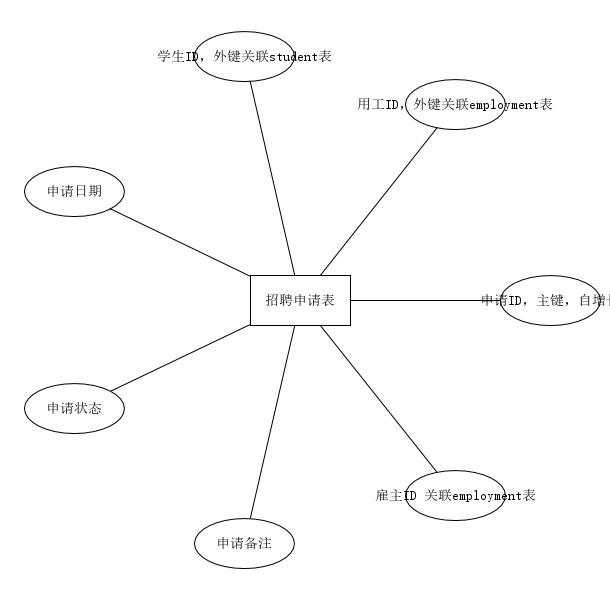 学生ID, 外键关联student表
用工ID, 外键关联employment表
申请日期
招聘申请表
申请ID, 主键, 自增
申请状态
雇主ID 关联employment表
申请备注